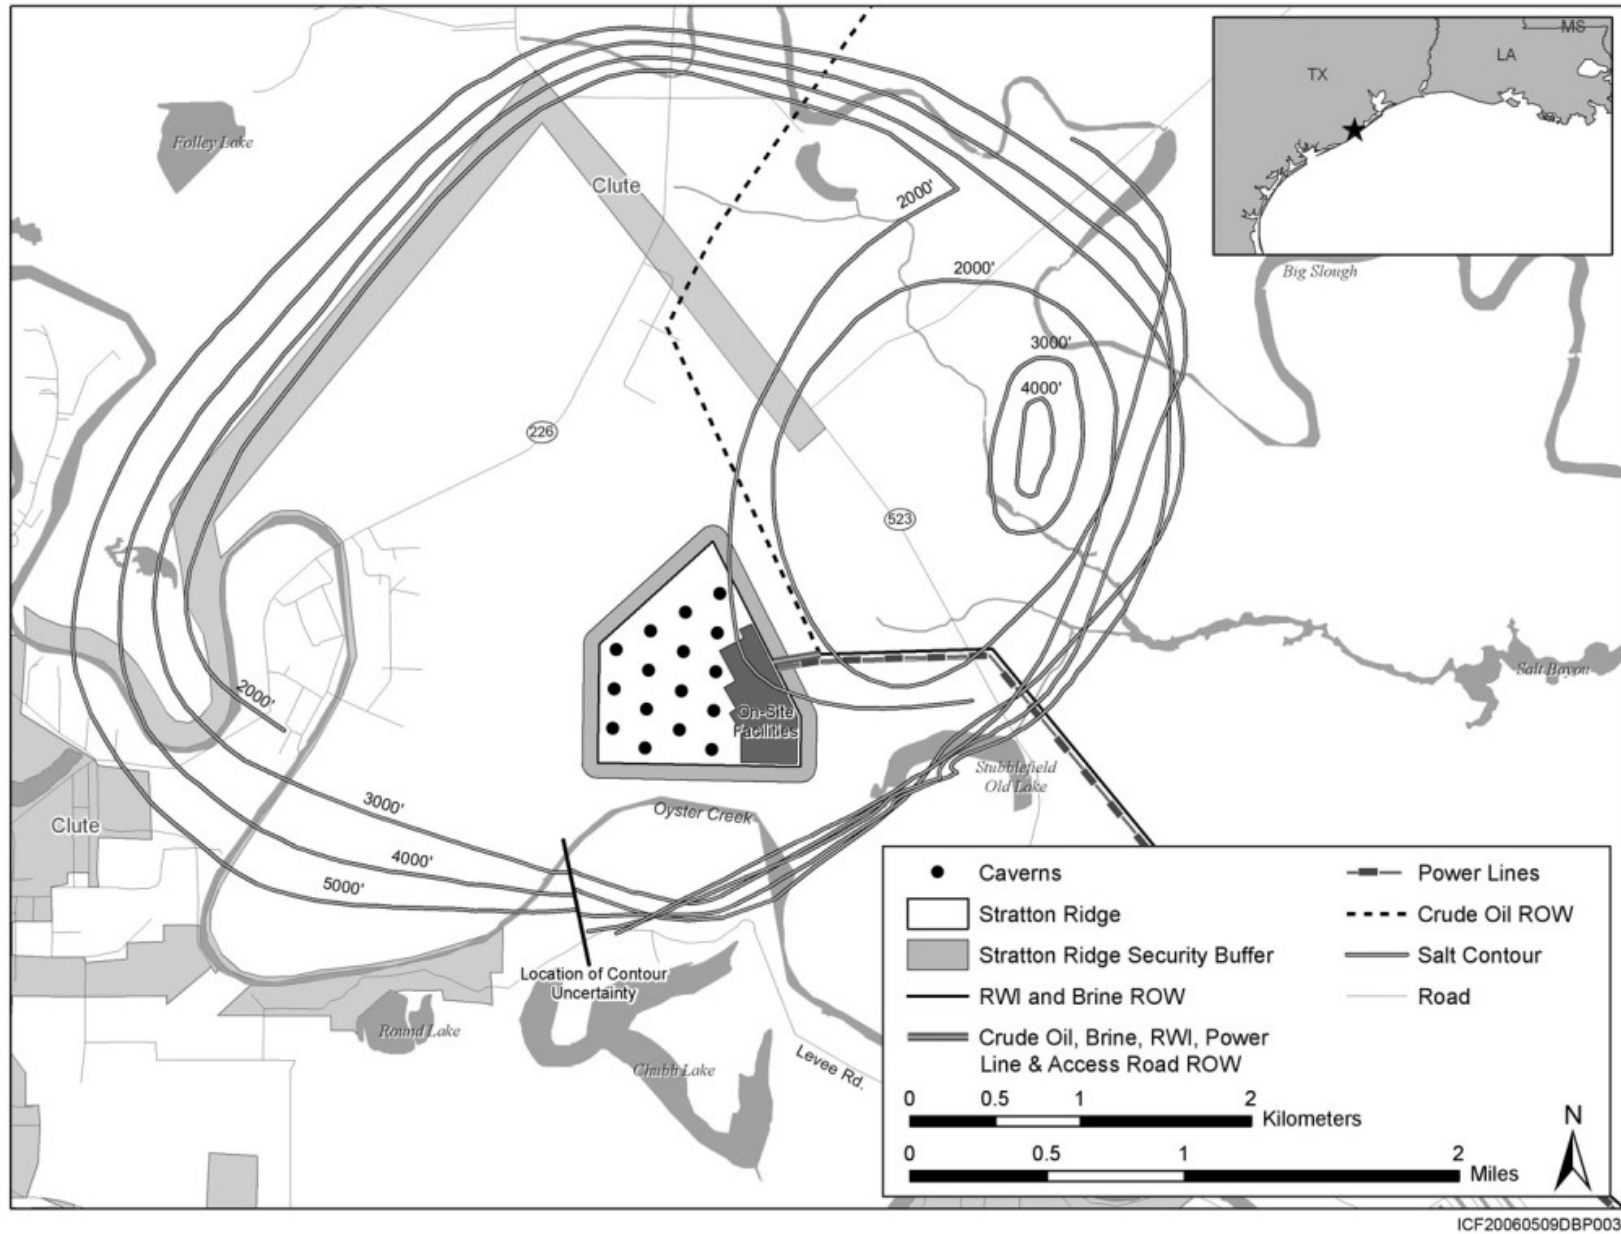 MS
LA
TX
Folley Lake
Clute
2000'
2000'
Big Slough
3000'
4000'
226
523
Salt Bayou
2000'
On-Site
Facilities
Stubblefield
Old Lake
3000'
Oyster Creek
Clute
4000'
5000'
Location of Contour
Uncertainty
Round Lake
Chubb Lake
Levee Rd.
Caverns
Stratton Ridge
Stratton Ridge Security Buffer
RWI and Brine ROW
Crude Oil, Brine, RWI, Power
Line & Access Road ROW
Power Lines
Crude Oil ROW
Salt Contour
Road
0 0.5 1 2
Kilometers
0 0.5 1 2
Miles
N
ICF20060509DBP003